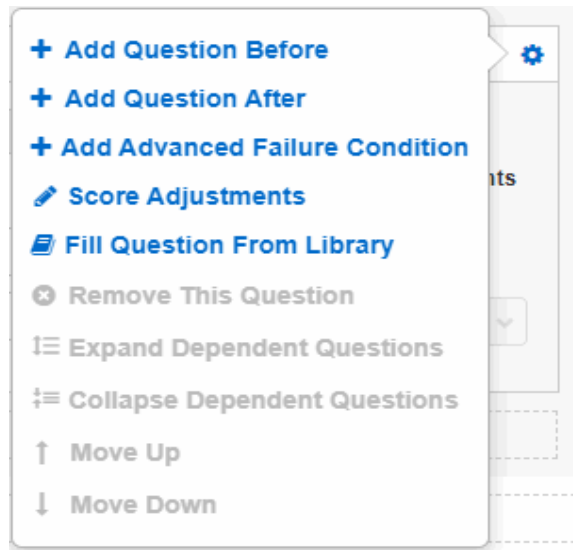 Add Question Before
Add Question After
Add Advanced Failure Condition
nts
Score Adjustments
Fill Question From Library
Remove This Question
Expand Dependent Questions
Collapse Dependent Questions
Move Up
Move Down